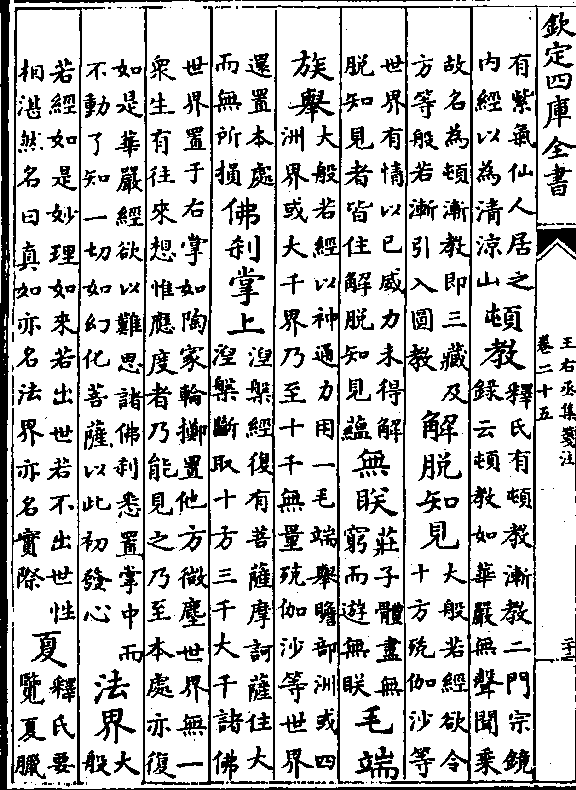 欽定四庫全書
王右丞集箋注
卷二十五
有紫氣仙人居之
内經以為清涼山
頓教
釋氏有頓教漸教二門宗鏡
錄云頓教如華嚴無聲聞乘
故名為頓漸教即三藏及
方等般若漸引入圓教
解脱知見
大般若經欲令
十方殑伽沙等
世界有情以已威力未得解
脱知見者皆住解脱知見蘊
無朕
莊子體盡無
窮而遊無朕
毛端
族舉
大般若經以神通力用一毛端舉贍部洲或四
洲界或大千界乃至十千無量殑伽沙等世界
還置本處
而無所損
佛刹掌上
涅槃經復有菩薩摩訶薩住大
涅槃斷取十方三千大千諸佛
世界置于右掌如陶家輪擲置他方微塵世界無一
衆生有往來想惟應度者乃能見之乃至本處亦復
如是華嚴經欲以難思諸佛刹悉置掌中而
不動了知一切如幻化菩薩以此初發心
法界
大
般
若經如是妙理如來若出世若不出世性
相湛然名曰真如亦名法界亦名實際
夏
釋氏要
覽夏臘